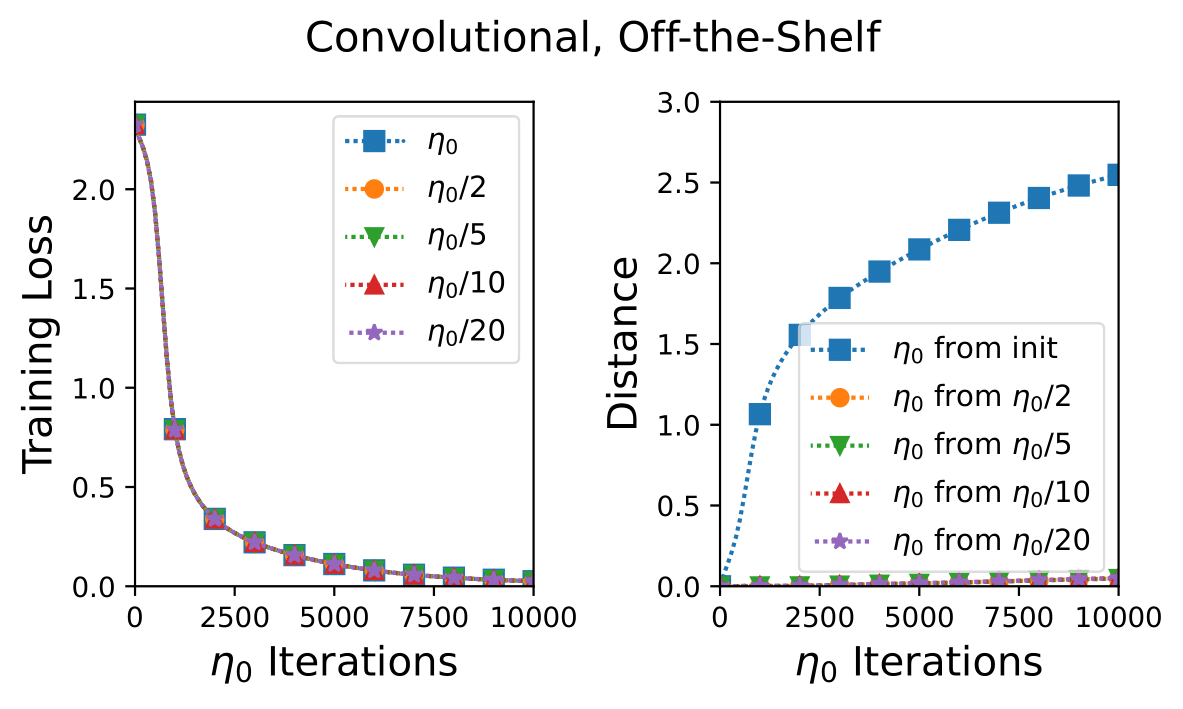 Convolutional, Off-the-Shelf
Training Loss
2.0
1.5
1.0
0.5
0.0
0 2500 5000 7500 10000
η₀ Iterations
η₀
η₀/2
η₀/5
η₀/10
η₀/20
Distance
3.0
2.5
2.0
1.5
1.0
0.5
0.0
0 2500 5000 7500 10000
η₀ Iterations
η₀ from init
η₀ from η₀/2
η₀ from η₀/5
η₀ from η₀/10
η₀ from η₀/20